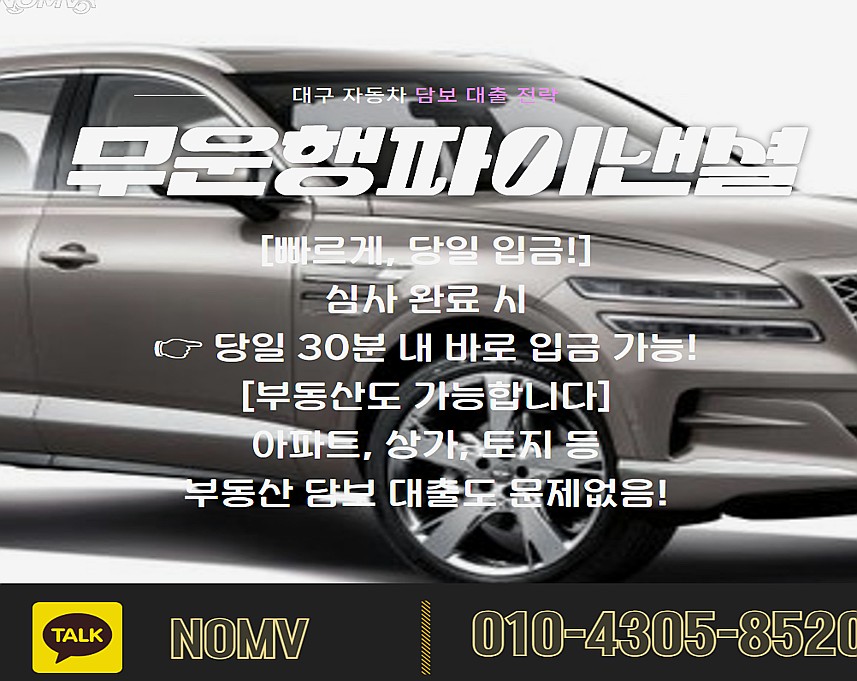 NOMV
대구 자동차 담보 대출 전략
무운행파이낸셜
[빠르게, 당일 입금!]
심사 완료 시
👉 당일 30분 내 바로 입금 가능!
[부동산도 가능합니다]
아파트, 상가, 토지 등
부동산 담보 대출도 문제없음!
TALK
NOMV
010-4305-8520